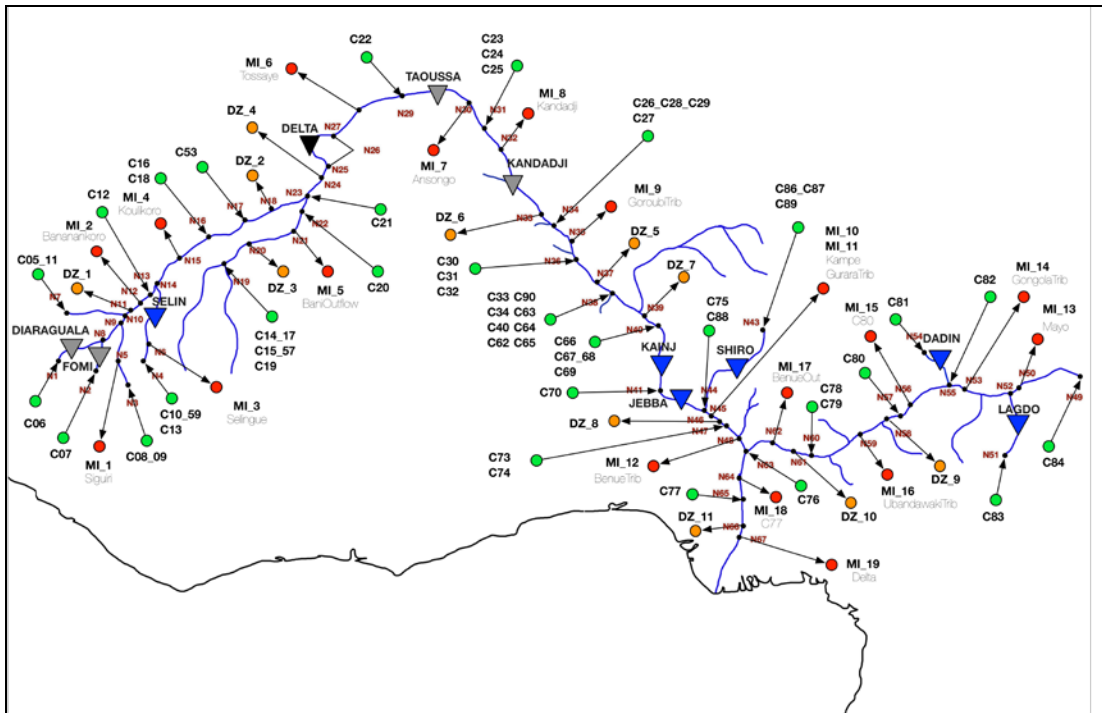 C22
C23
C24
C25
MI_6
Tossaye
TAOUSSA
MI_8
Kandadji
C26_C28_C29
C27
DZ_4
N27
N29
N30
N31
N32
DELTA
N26
MI_7
Ansongo
C16
C18
C53
DZ_2
N25
N24
KANDADJI
C12
MI_4
Koulikoro
N23
N18
N17
N22
C21
MI_9
GoroubiTrib
C86_C87
C89
MI_2
Bananankoro
N16
N21
DZ_6
N33
N34
N35
DZ_5
MI_10
MI_11
Kampe
GuraraTrib
C05_11
DZ_1
N15
N20
DZ_3
MI_5
BaniOutflow
C20
C30
C31
C32
N36
N37
DZ_7
C82
MI_14
GongolaTrib
N7
N13
N14
N12
N11
SELIN
N19
C33 C90
C34 C63
C40 C64
C62 C65
N38
N39
C75
C88
MI_15
C80
C81
MI_13
Mayo
DIARAGUALA
N9
N10
N8
C14_17
C15_57
C19
C66
C67_68
C69
N40
N43
N54
DADIN
FOMI
N5
N6
KAINJ
SHIRO
MI_17
BenueOut
C80
N1
N2
N3
N4
C10_59
C13
MI_3
Selingue
C70
N41
N44
C78
C79
N56
N57
N55
N53
N52
N50
N49
JEBBA
N45
LAGDO
C06
C07
MI_1
Siguiri
C08_09
DZ_8
N46
N47
N48
N62
N60
N58
N59
N61
N51
C84
C73
C74
MI_12
BenueTrib
N63
N64
MI_16
UbandawakiTrib
DZ_9
C77
N65
MI_18
C77
C76
DZ_10
C83
DZ_11
N66
N67
MI_19
Delta